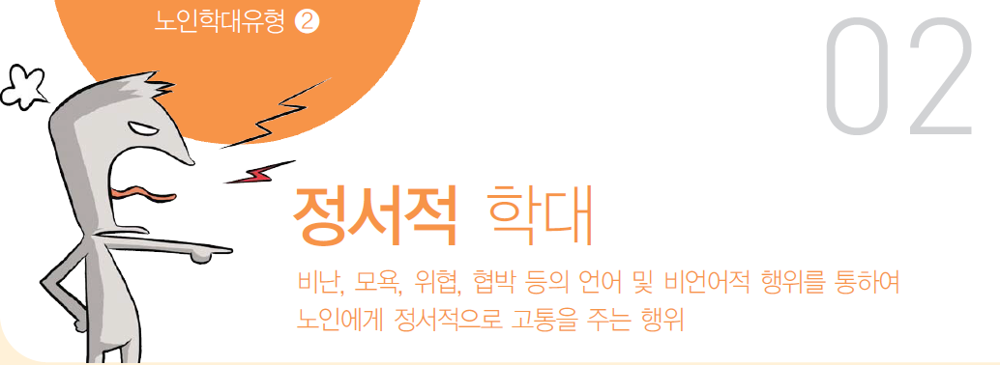 노인학대유형 ❷
02
정서적 학대
비난, 모욕, 위협, 협박 등의 언어 및 비언어적 행위를 통하여
노인에게 정서적으로 고통을 주는 행위